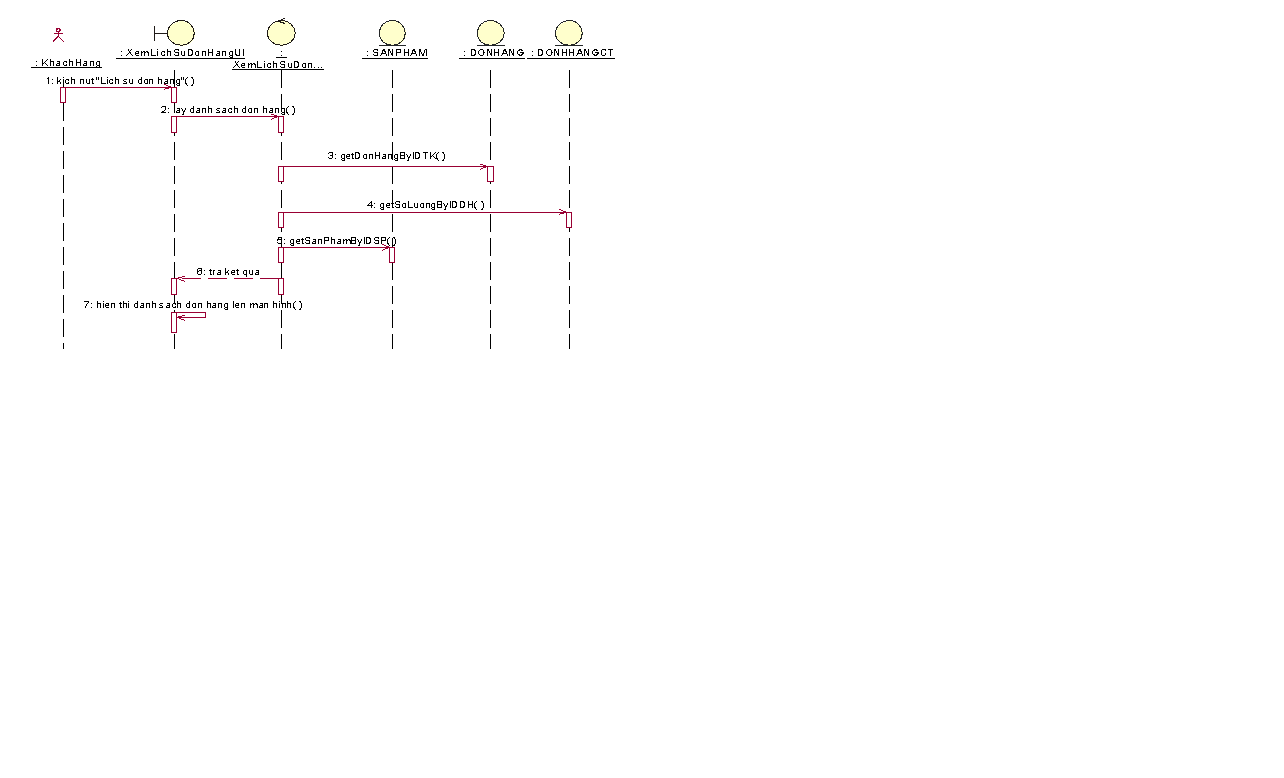 : KhachHang
: XemLichSuDonHangUI
:
XemLichSuDon...
: SANPHAM
: DONHANG
: DONHHANGCT
1: kich nut"Lich su don hang"( )
2: lay danh sach don hang( )
3: getDonHangByIDTK( )
4: getSoLuongByIDDH( )
5: getSanPhamByIDSP( )
6: tra ket qua
7: hien thi danh sach don hang len man hinh( )